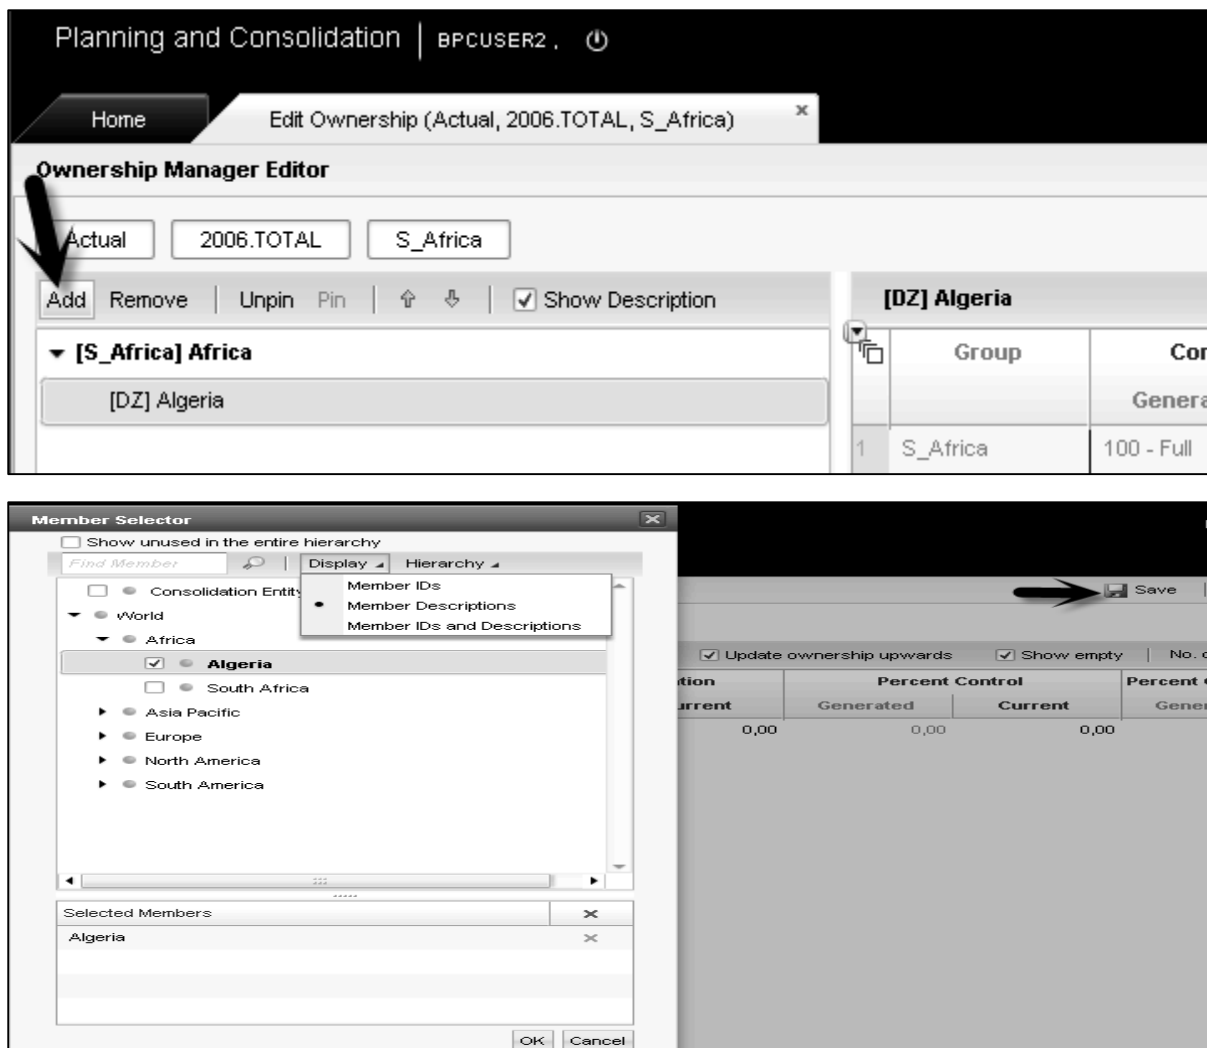 Planning and Consolidation | BPCUSER2 .
Home
Edit Ownership (Actual, 2006.TOTAL, S_Africa)
Ownership Manager Editor
Actual 2006.TOTAL S_Africa
Add Remove Unpin Pin Show Description
[DZ] Algeria
[S_Africa] Africa
Group
[DZ] Algeria
1 S_Africa 100 - Full
Member Selector
Show unused in the entire hierarchy
Find Member Display Hierarchy
Member IDs
Member Descriptions
Member IDs and Descriptions
Consolidation Entity
World
Africa
Algeria
South Africa
Asia Pacific
Europe
North America
South America
Selected Members
Algeria
OK Cancel
Save
Update ownership upwards Show empty No.
Percent Control Percent
Generated Current
0,00 0,00 0,00